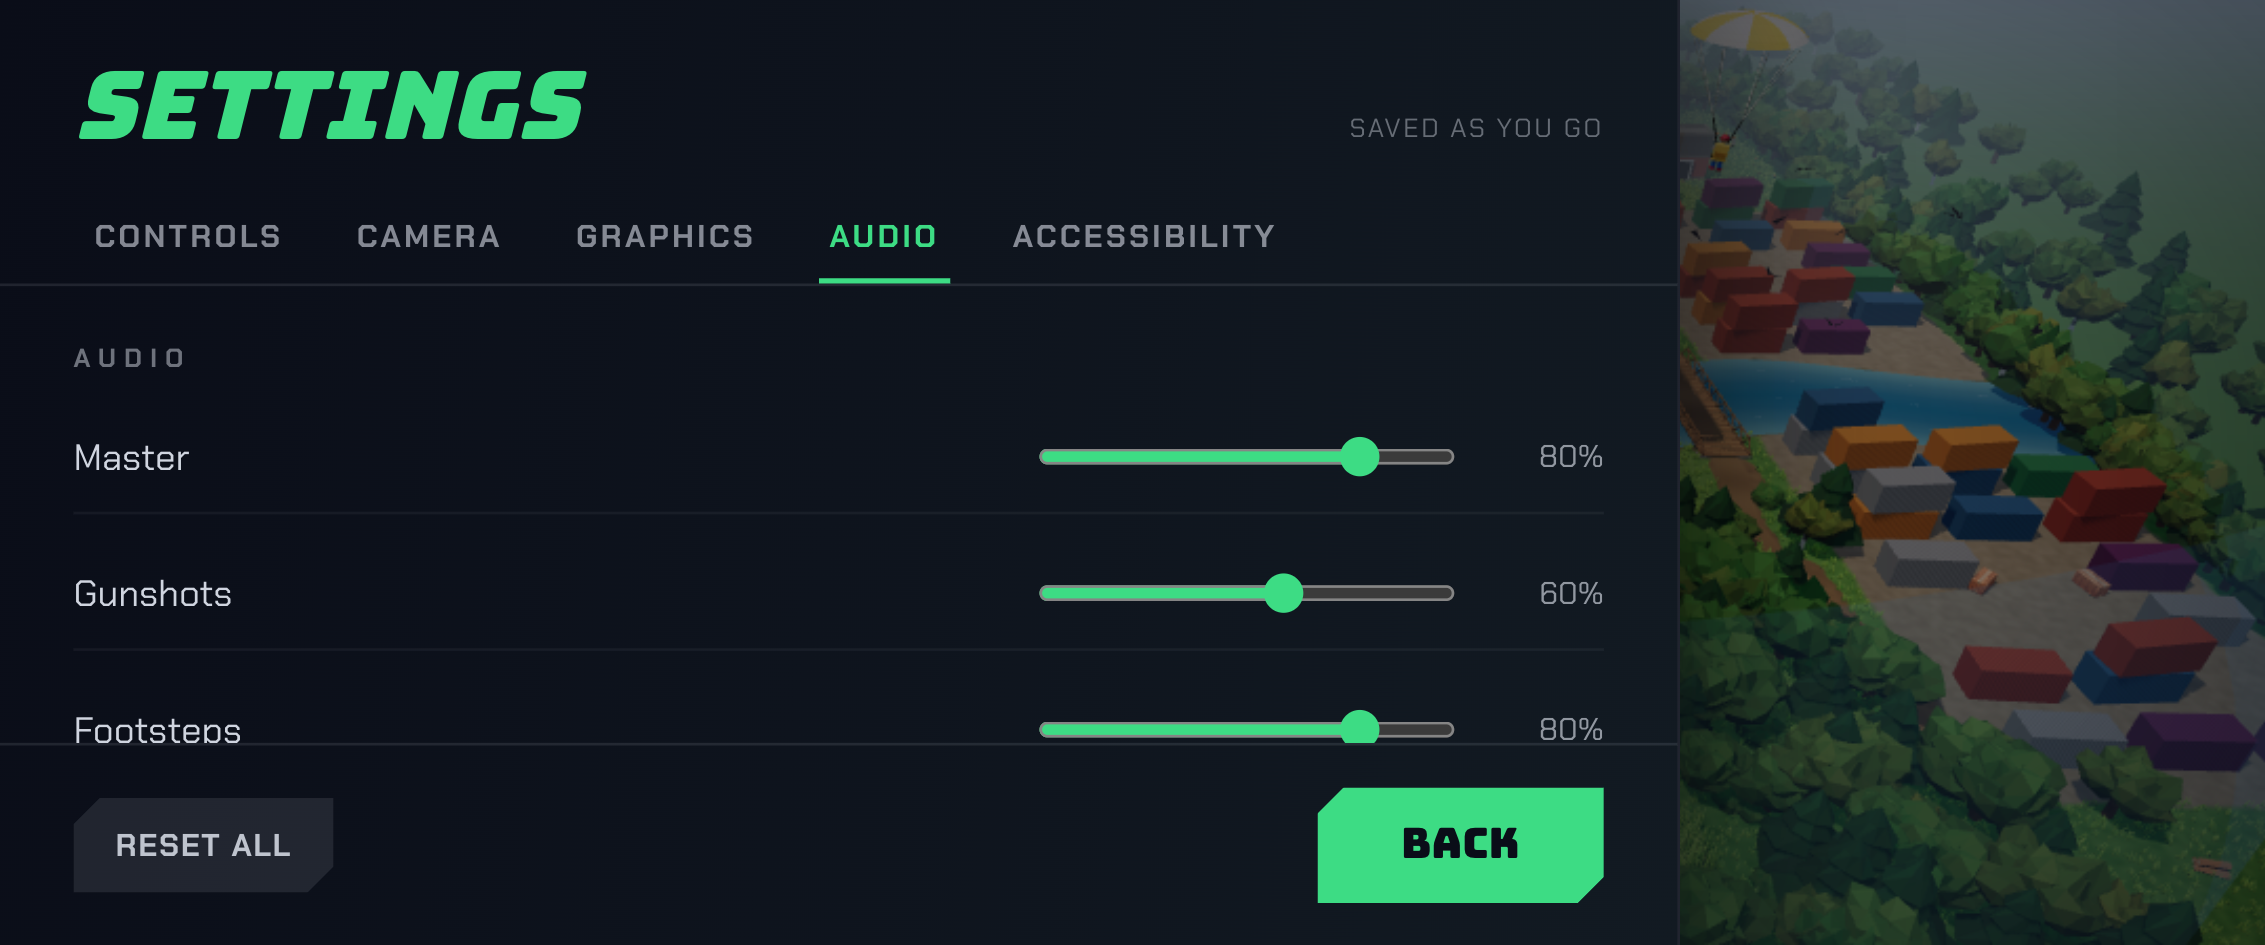 SETTINGS
SAVED AS YOU GO
CONTROLS CAMERA GRAPHICS AUDIO ACCESSIBILITY
AUDIO
Master 80%
Gunshots 60%
Footsteps 80%
RESET ALL BACK